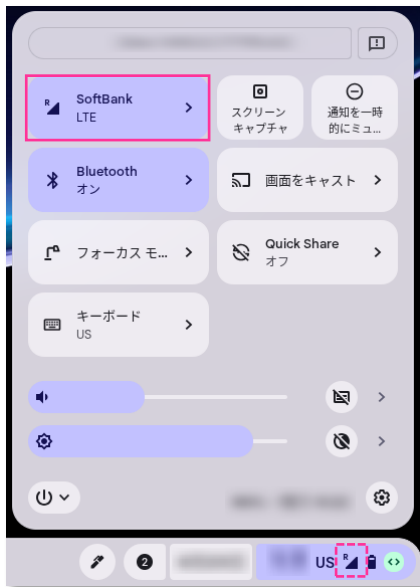 R SoftBank
LTE
スクリーン
キャプチャ
通知を一時
的にミュ...
Bluetooth
オン
画面をキャスト
フォーカス モ...
Quick Share
オフ
キーボード
US
2
US R